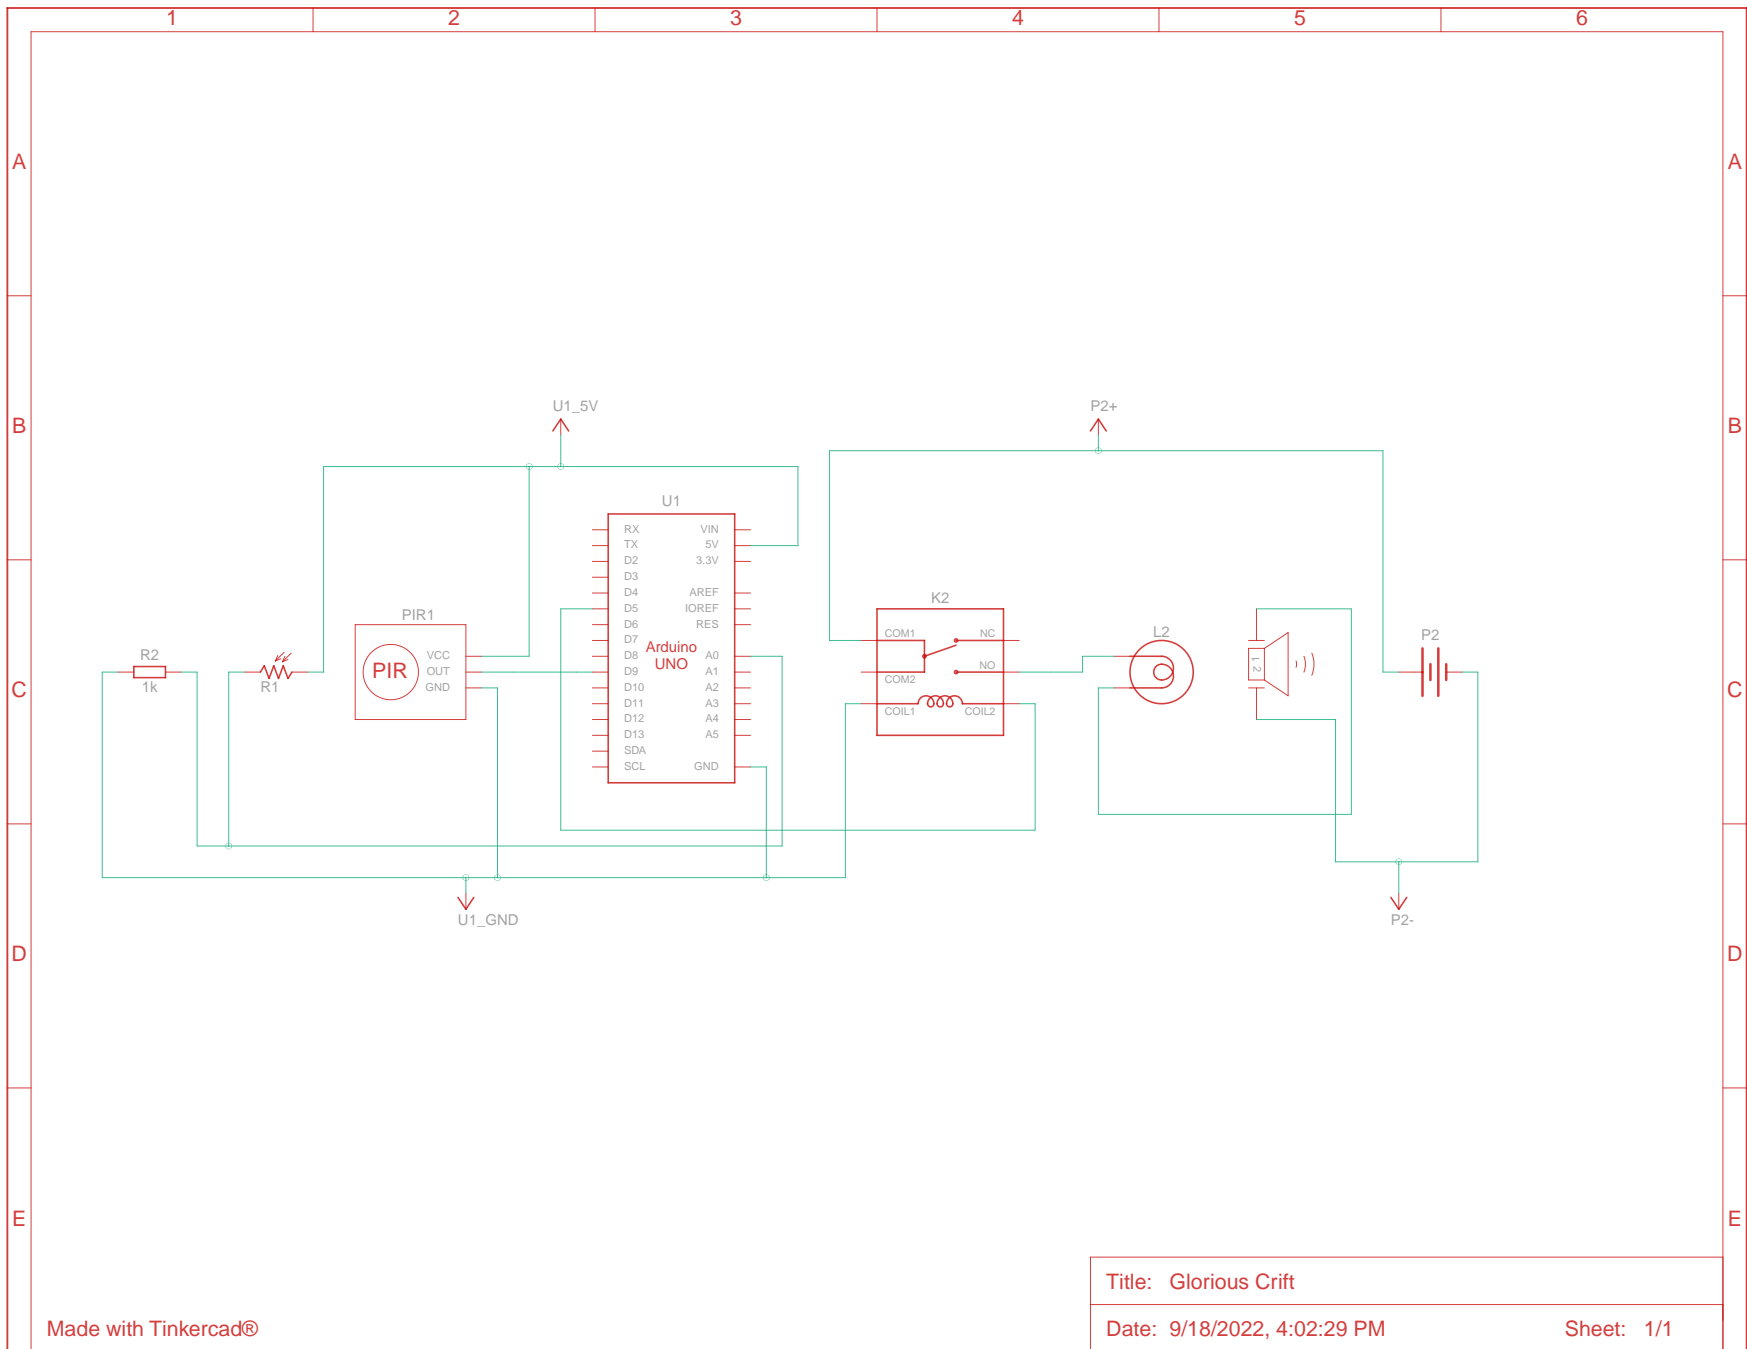 1 2 3 4 5 6
A A
B B
C C
D D
E E
U1_5V
P2+
U1
RX VIN
TX 5V
D2 3.3V
D3
D4 AREF
D5 IOREF
D6 RES
D7
D8 A0
D9 A1
D10 A2
D11 A3
D12 A4
D13 A5
SDA
SCL GND
Arduino
UNO
PIR1
PIR
VCC
OUT
GND
R2
1k
R1
K2
COM1 NC
NO
COM2
COIL1 COIL2
L2
1 2
P2
U1_GND
P2-
Title: Glorious Crift
Made with Tinkercad®
Date: 9/18/2022, 4:02:29 PM Sheet: 1/1